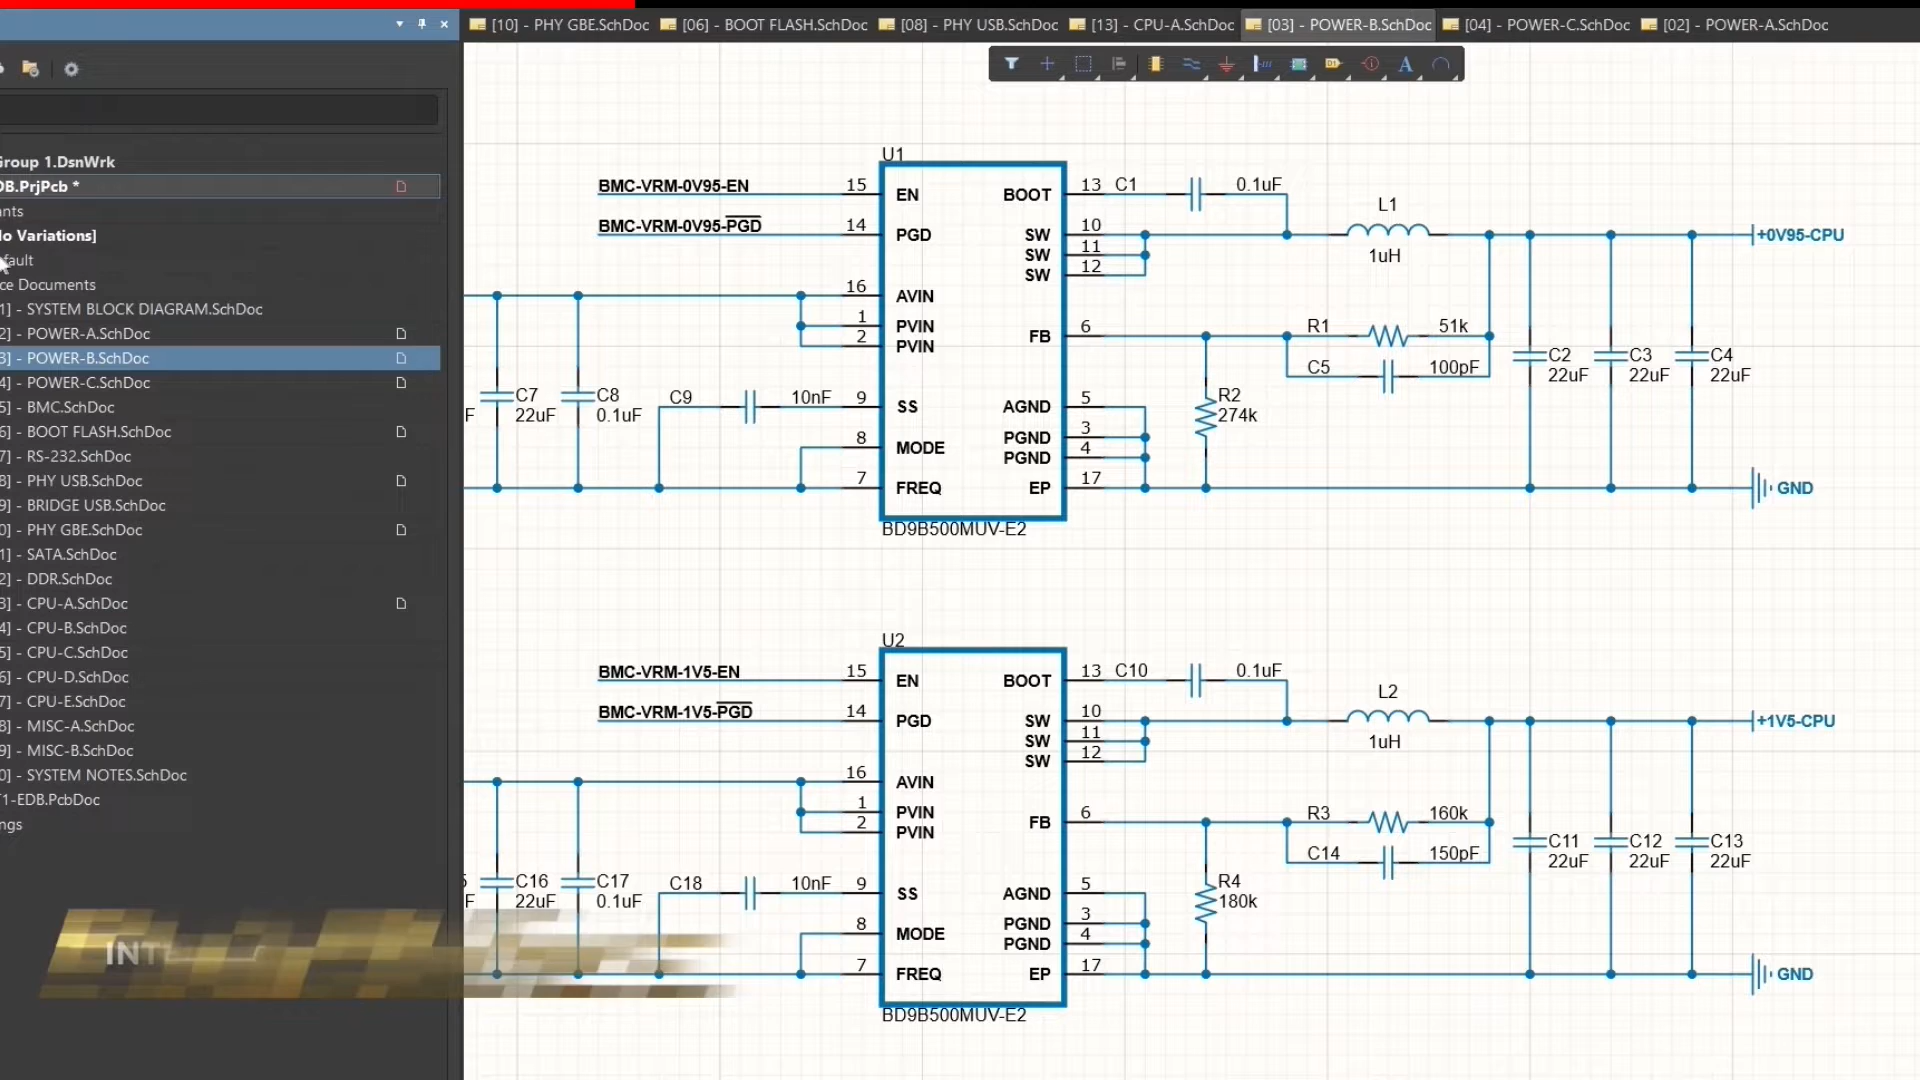 [10] - PHY GBE.SchDoc [06] - BOOT FLASH.SchDoc [08] - PHY USB.SchDoc [13] - CPU-A.SchDoc [03] - POWER-B.SchDoc [04] - POWER-C.SchDoc [02] - POWER-A.SchDoc
Group 1.DsnWrk
DB.PrjPcb *
ants
lo Variations]
fault
ce Documents
1] - SYSTEM BLOCK DIAGRAM.SchDoc
2] - POWER-A.SchDoc
3] - POWER-B.SchDoc
4] - POWER-C.SchDoc
5] - BMC.SchDoc
6] - BOOT FLASH.SchDoc
7] - RS-232.SchDoc
8] - PHY USB.SchDoc
9] - BRIDGE USB.SchDoc
0] - PHY GBE.SchDoc
1] - SATA.SchDoc
2] - DDR.SchDoc
3] - CPU-A.SchDoc
4] - CPU-B.SchDoc
5] - CPU-C.SchDoc
6] - CPU-D.SchDoc
7] - CPU-E.SchDoc
8] - MISC-A.SchDoc
9] - MISC-B.SchDoc
0] - SYSTEM NOTES.SchDoc
1-EDB.PcbDoc
ngs
U1
BMC-VRM-0V95-EN 15 EN BOOT 13 C1 0.1uF
L1
BMC-VRM-0V95-PGD 14 PGD SW 10 +0V95-CPU
SW 11 1uH
SW 12
16 AVIN
1 PVIN FB 6 R1 51k
2 PVIN
C2 C3 C4
C5 100pF 22uF 22uF 22uF
C7 C8 C9 10nF 9 SS AGND 5 R2
F 22uF 0.1uF 274k
8 MODE PGND 3
PGND 4
7 FREQ EP 17 GND
BD9B500MUV-E2
U2
BMC-VRM-1V5-EN 15 EN BOOT 13 C10 0.1uF
L2
BMC-VRM-1V5-PGD 14 PGD SW 10 +1V5-CPU
SW 11 1uH
SW 12
16 AVIN
1 PVIN FB 6 R3 160k
2 PVIN
C11 C12 C13
C14 150pF 22uF 22uF 22uF
5 C16 C17 C18 10nF 9 SS AGND 5 R4
F 22uF 0.1uF 180k
8 MODE PGND 3
PGND 4
7 FREQ EP 17 GND
BD9B500MUV-E2